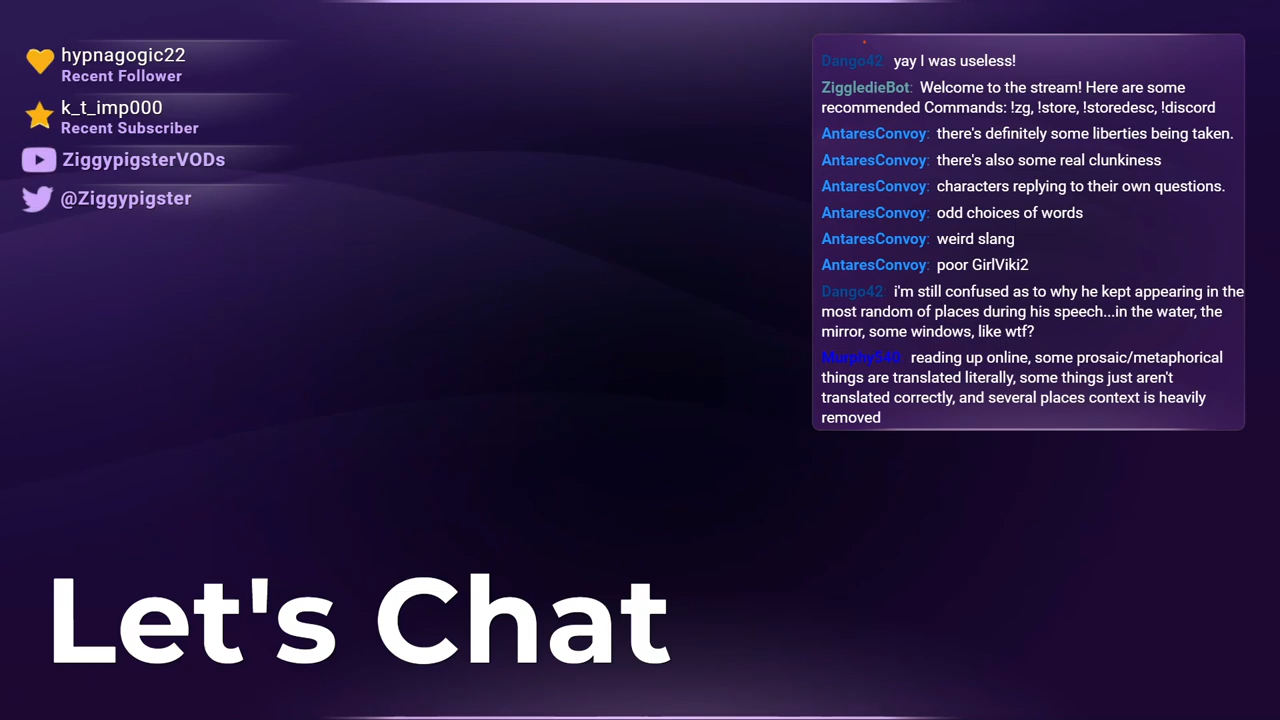 hypnagogic22
Recent Follower
k_t_imp000
Recent Subscriber
ZiggypigsterVODs
@Ziggypigster
Dango42: yay I was useless!
ZiggledieBot: Welcome to the stream! Here are some
recommended Commands: !zg, !store, !storedesc, !discord
AntaresConvoy: there's definitely some liberties being taken.
AntaresConvoy: there's also some real clunkiness
AntaresConvoy: characters replying to their own questions.
AntaresConvoy: odd choices of words
AntaresConvoy: weird slang
AntaresConvoy: poor GirlViki2
Dango42: i'm still confused as to why he kept appearing in the
most random of places during his speech...in the water, the
mirror, some windows, like wtf?
Murphy540: reading up online, some prosaic/metaphorical
things are translated literally, some things just aren't
translated correctly, and several places context is heavily
removed
Let's Chat